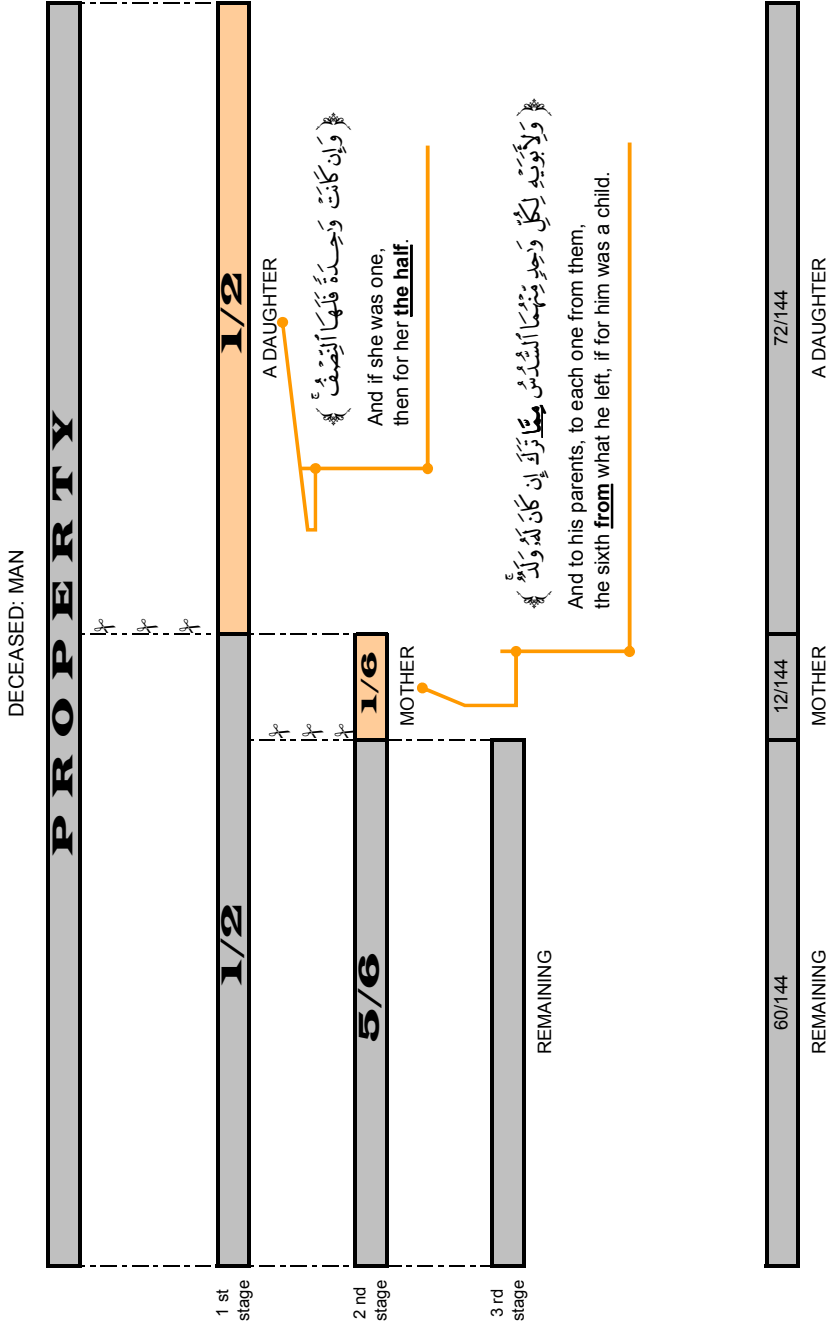 DECEASED: MAN
PROPERTY
1 st
stage
1/2
1/2
A DAUGHTER
﴿ وَإِن كَانَتْ وَٰحِدَةً فَلَهَا ٱلنِّصْفُ ۚ ﴾
And if she was one,
then for her the half.
2 nd
stage
5/6
1/6
MOTHER
﴿ وَلِأَبَوَيْهِ لِكُلِّ وَٰحِدٍ مِّنْهُمَا ٱلسُّدُسُ مِمَّا تَرَكَ إِن كَانَ لَهُۥ وَلَدٌ ۚ ﴾
And to his parents, to each one from them,
the sixth from what he left, if for him was a child.
3 rd
stage
REMAINING
60/144
12/144
72/144
REMAINING
MOTHER
A DAUGHTER